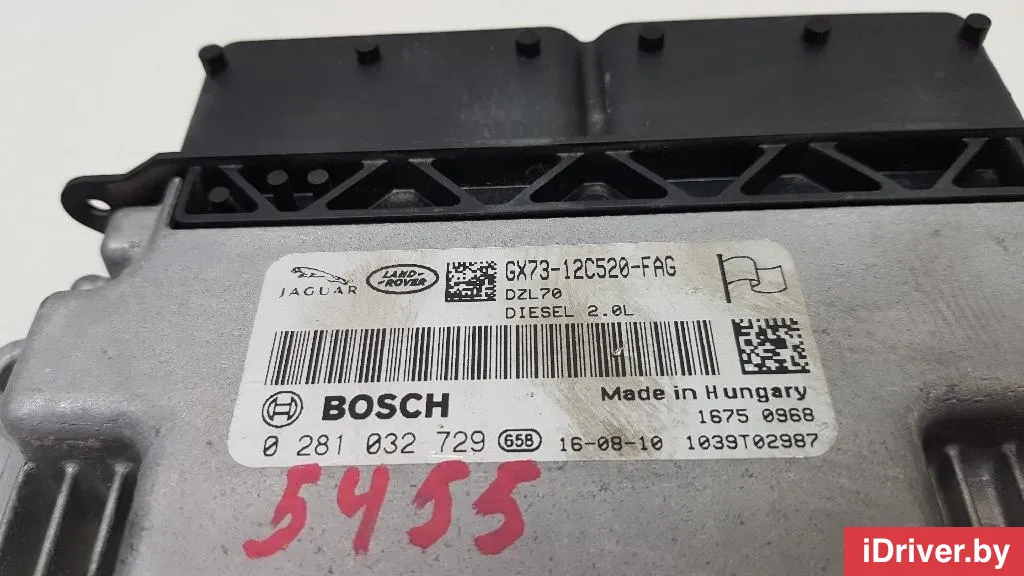 JAGUAR
LAND-
ROVER
GX73-12C520-FAG
DZL70
DIESEL 2.0L
Made in Hungary
BOSCH
1675 0968
0 281 032 729 658 16-08-10 1039T02987
5455
iDriver.by